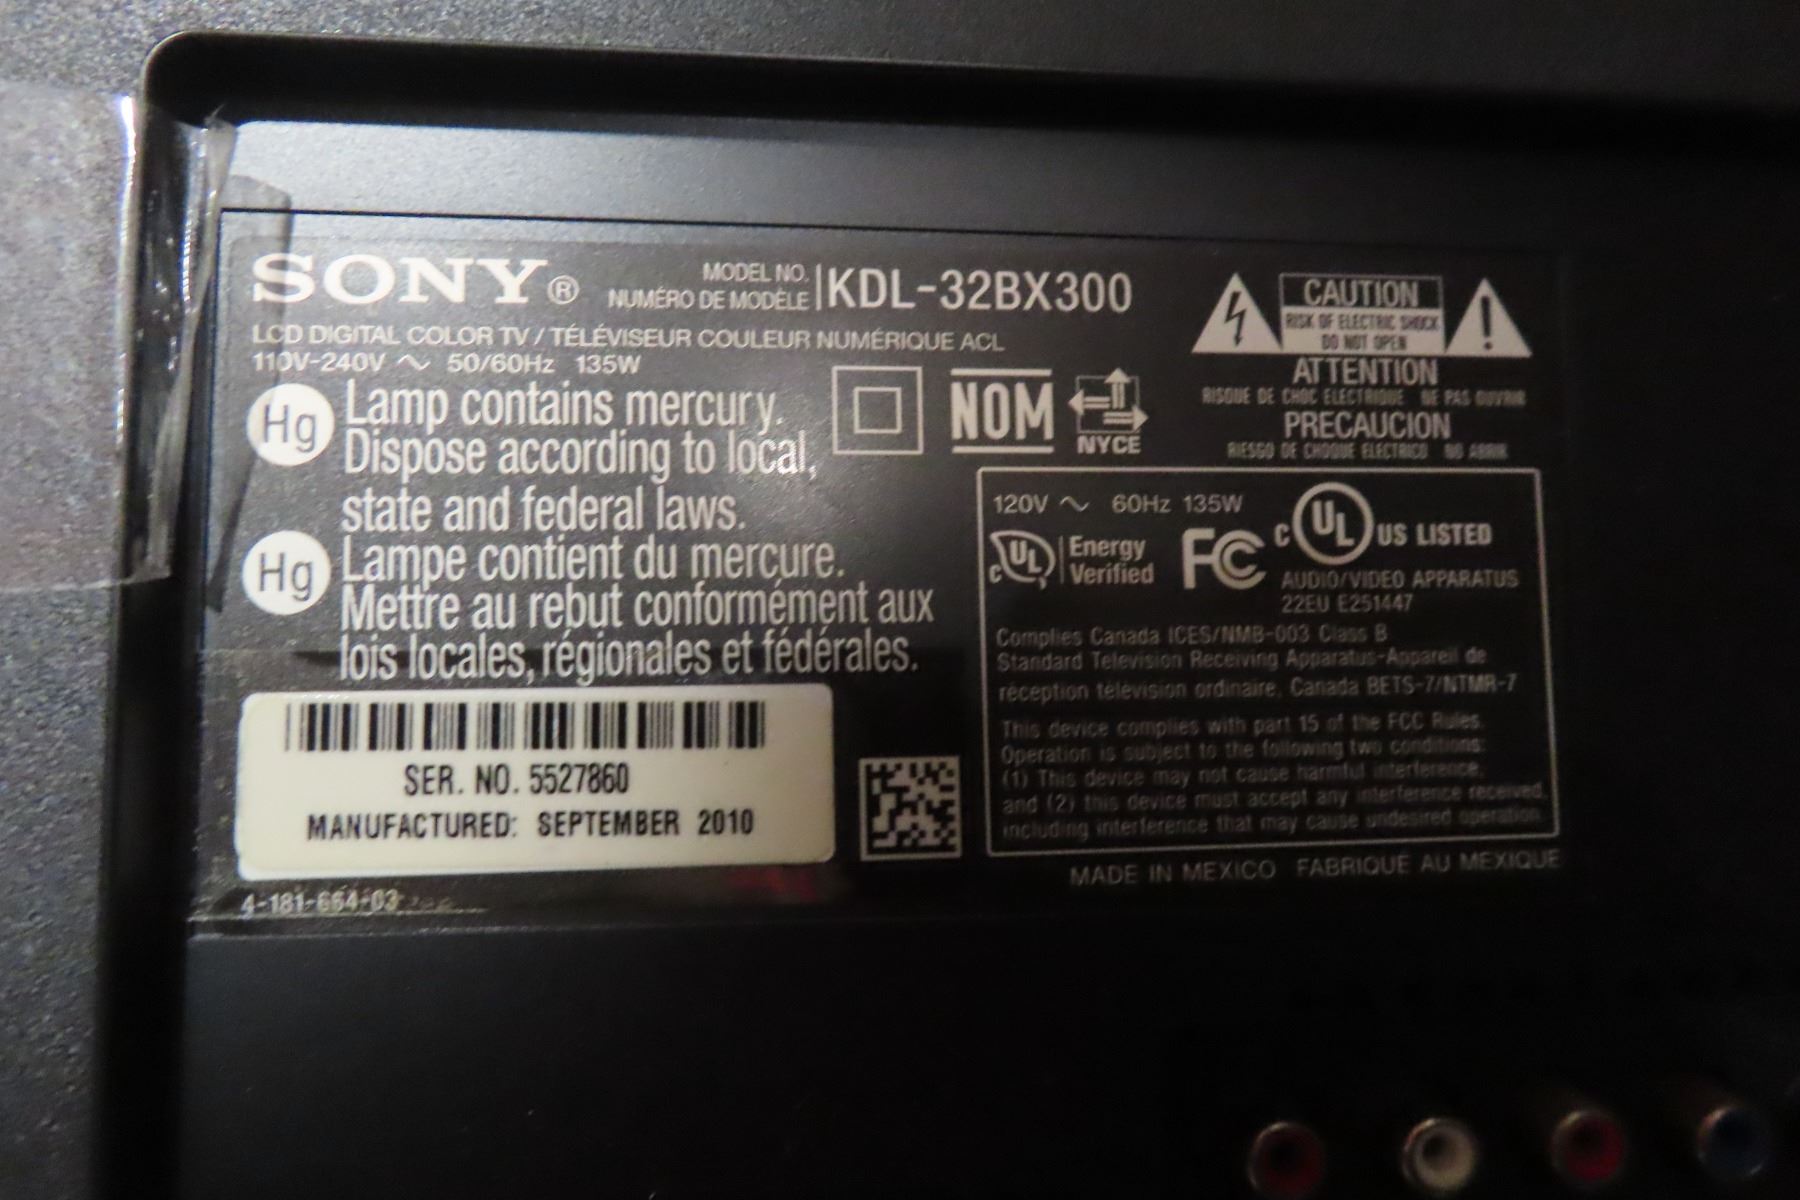 SONY®
MODEL NO.
NUMÉRO DE MODÈLE
KDL-32BX300
LCD DIGITAL COLOR TV / TÉLÉVISEUR COULEUR NUMÉRIQUE ACL
110V-240V ~ 50/60Hz 135W
Hg
Lamp contains mercury.
Dispose according to local,
state and federal laws.
Hg
Lampe contient du mercure.
Mettre au rebut conformément aux
lois locales, régionales et fédérales.
NOM
NYCE
CAUTION
RISK OF ELECTRIC SHOCK
DO NOT OPEN
ATTENTION
RISQUE DE CHOC ELECTRIQUE NE PAS OUVRIR
PRECAUCION
RIESGO DE CHOQUE ELECTRICO NO ABRIR
120V ~ 60Hz 135W
c UL Energy
Verified
FC
c UL US LISTED
AUDIO/VIDEO APPARATUS
22EU E251447
Complies Canada ICES/NMB-003 Class B
Standard Television Receiving Apparatus-Appareil de
réception télévision ordinaire, Canada BETS-7/NTMR-7
This device complies with part 15 of the FCC Rules.
Operation is subject to the following two conditions:
(1) This device may not cause harmful interference,
and (2) this device must accept any interference received,
including interference that may cause undesired operation.
MADE IN MEXICO FABRIQUÉ AU MEXIQUE
SER. NO. 5527860
MANUFACTURED: SEPTEMBER 2010
4-181-664-03